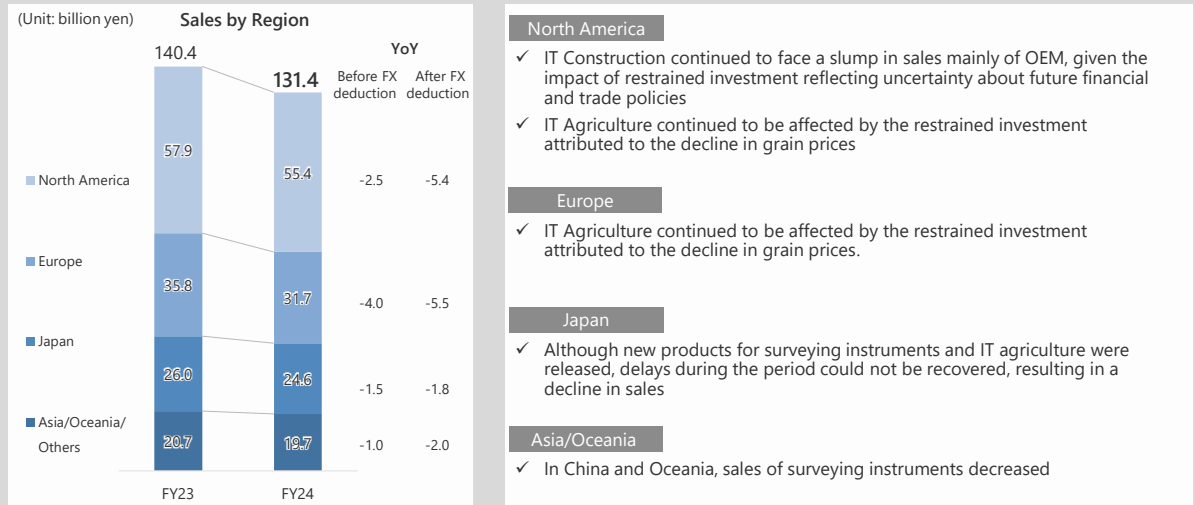 (Unit: billion yen)
Sales by Region
YoY
Before FX deduction
After FX deduction
140.4
131.4
57.9
55.4
North America
-2.5
-5.4
35.8
31.7
Europe
-4.0
-5.5
26.0
24.6
Japan
-1.5
-1.8
20.7
19.7
Asia/Oceania/
Others
-1.0
-2.0
FY23
FY24
North America
✓ IT Construction continued to face a slump in sales mainly of OEM, given the
impact of restrained investment reflecting uncertainty about future financial
and trade policies
✓ IT Agriculture continued to be affected by the restrained investment
attributed to the decline in grain prices
Europe
✓ IT Agriculture continued to be affected by the restrained investment
attributed to the decline in grain prices.
Japan
✓ Although new products for surveying instruments and IT agriculture were
released, delays during the period could not be recovered, resulting in a
decline in sales
Asia/Oceania
✓ In China and Oceania, sales of surveying instruments decreased